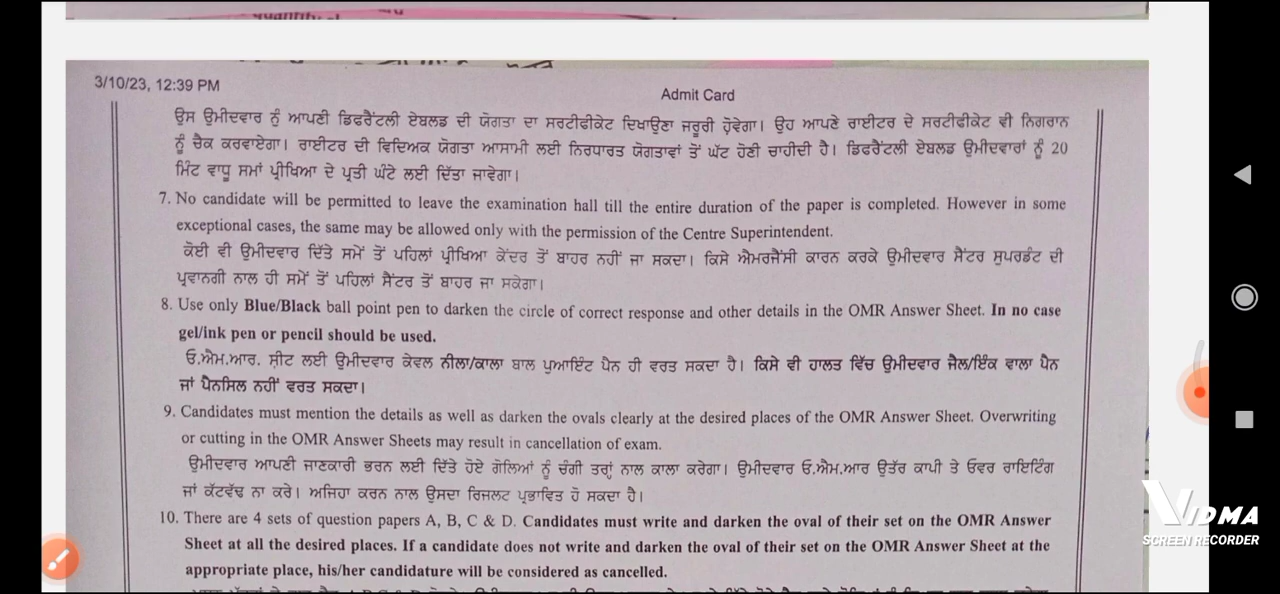 3/10/23, 12:39 PM
Admit Card
ਉਸ ਉਮੀਦਵਾਰ ਨੂੰ ਆਪਣੀ ਡਿਫਰੈਂਟਲੀ ਏਬਲਡ ਦੀ ਯੋਗਤਾ ਦਾ ਸਰਟੀਫੀਕੇਟ ਦਿਖਾਉਣਾ ਜਰੂਰੀ ਹੋਵੇਗਾ। ਉਹ ਆਪਣੇ ਰਾਈਟਰ ਦੇ ਸਰਟੀਫੀਕੇਟ ਵੀ ਨਿਗਰਾਨ
ਨੂੰ ਚੈਕ ਕਰਵਾਏਗਾ। ਰਾਈਟਰ ਦੀ ਵਿਦਿਅਕ ਯੋਗਤਾ ਆਸਾਮੀ ਲਈ ਨਿਰਧਾਰਤ ਯੋਗਤਾਵਾਂ ਤੋਂ ਘੱਟ ਹੋਣੀ ਚਾਹੀਦੀ ਹੈ। ਡਿਫਰੈਂਟਲੀ ਏਬਲਡ ਉਮੀਦਵਾਰਾਂ ਨੂੰ 20
ਮਿੰਟ ਵਾਧੂ ਸਮਾਂ ਪ੍ਰੀਖਿਆ ਦੇ ਪ੍ਰਤੀ ਘੰਟੇ ਲਈ ਦਿੱਤਾ ਜਾਵੇਗਾ।
7. No candidate will be permitted to leave the examination hall till the entire duration of the paper is completed. However in some
exceptional cases, the same may be allowed only with the permission of the Centre Superintendent.
ਕੋਈ ਵੀ ਉਮੀਦਵਾਰ ਦਿੱਤੇ ਸਮੇਂ ਤੋਂ ਪਹਿਲਾਂ ਪ੍ਰੀਖਿਆ ਕੇਂਦਰ ਤੋਂ ਬਾਹਰ ਨਹੀਂ ਜਾ ਸਕਦਾ। ਕਿਸੇ ਐਮਰਜੈਂਸੀ ਕਾਰਨ ਕਰਕੇ ਉਮੀਦਵਾਰ ਸੈਂਟਰ ਸੁਪਰਡੰਟ ਦੀ
ਪ੍ਰਵਾਨਗੀ ਨਾਲ ਹੀ ਸਮੇਂ ਤੋਂ ਪਹਿਲਾਂ ਸੈਂਟਰ ਤੋਂ ਬਾਹਰ ਜਾ ਸਕੇਗਾ।
8. Use only Blue/Black ball point pen to darken the circle of correct response and other details in the OMR Answer Sheet. In no case
gel/ink pen or pencil should be used.
ਓ.ਐਮ.ਆਰ. ਸ਼ੀਟ ਲਈ ਉਮੀਦਵਾਰ ਕੇਵਲ ਨੀਲਾ/ਕਾਲਾ ਬਾਲ ਪੁਆਇੰਟ ਪੈਨ ਹੀ ਵਰਤ ਸਕਦਾ ਹੈ। ਕਿਸੇ ਵੀ ਹਾਲਤ ਵਿੱਚ ਉਮੀਦਵਾਰ ਜੈਲ/ਇੰਕ ਵਾਲਾ ਪੈਨ
ਜਾਂ ਪੈਨਸਿਲ ਨਹੀਂ ਵਰਤ ਸਕਦਾ।
9. Candidates must mention the details as well as darken the ovals clearly at the desired places of the OMR Answer Sheet. Overwriting
or cutting in the OMR Answer Sheets may result in cancellation of exam.
ਉਮੀਦਵਾਰ ਆਪਣੀ ਜਾਣਕਾਰੀ ਭਰਨ ਲਈ ਦਿੱਤੇ ਹੋਏ ਗੋਲਿਆਂ ਨੂੰ ਚੰਗੀ ਤਰ੍ਹਾਂ ਨਾਲ ਕਾਲਾ ਕਰੇਗਾ। ਉਮੀਦਵਾਰ ਓ.ਐਮ.ਆਰ ਉਤੱਰ ਕਾਪੀ ਤੇ ਓਵਰ ਰਾਇਟਿੰਗ
ਜਾਂ ਕੱਟਵੱਢ ਨਾ ਕਰੇ। ਅਜਿਹਾ ਕਰਨ ਨਾਲ ਉਸਦਾ ਰਿਜਲਟ ਪ੍ਰਭਾਵਿਤ ਹੋ ਸਕਦਾ ਹੈ।
10. There are 4 sets of question papers A, B, C & D. Candidates must write and darken the oval of their set on the OMR Answer
Sheet at all the desired places. If a candidate does not write and darken the oval of their set on the OMR Answer Sheet at the
appropriate place, his/her candidature will be considered as cancelled.
VIDMA
SCREEN RECORDER